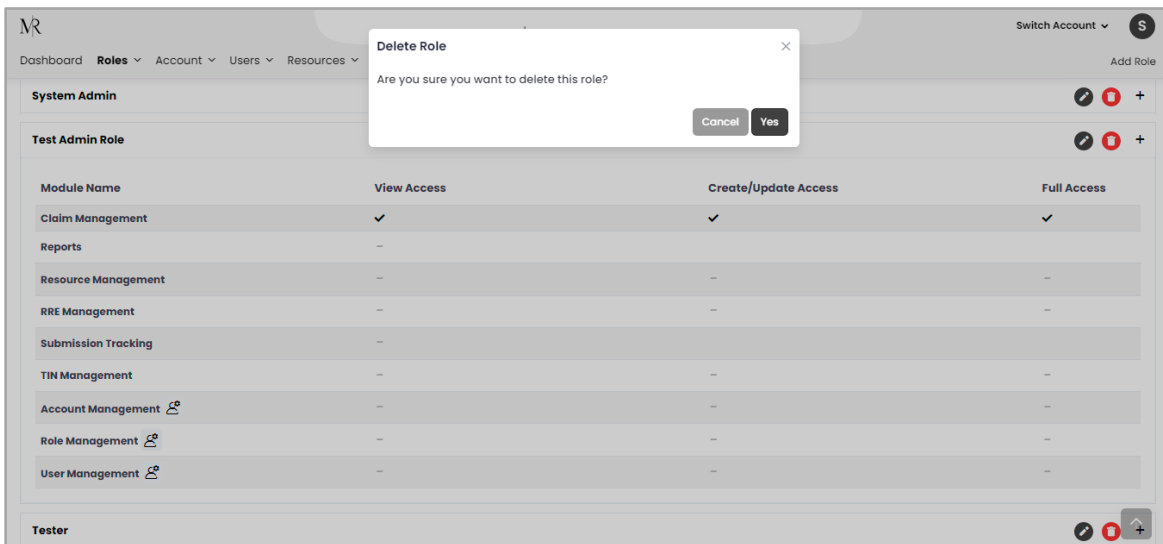 MR
Switch Account
S
Delete Role
Dashboard Roles Account Users Resources
Add Role
Are you sure you want to delete this role?
System Admin
Cancel Yes
Test Admin Role
Module Name View Access Create/Update Access Full Access
Claim Management
Reports –
Resource Management – – –
RRE Management – – –
Submission Tracking –
TIN Management – – –
Account Management – – –
Role Management – – –
User Management – – –
Tester